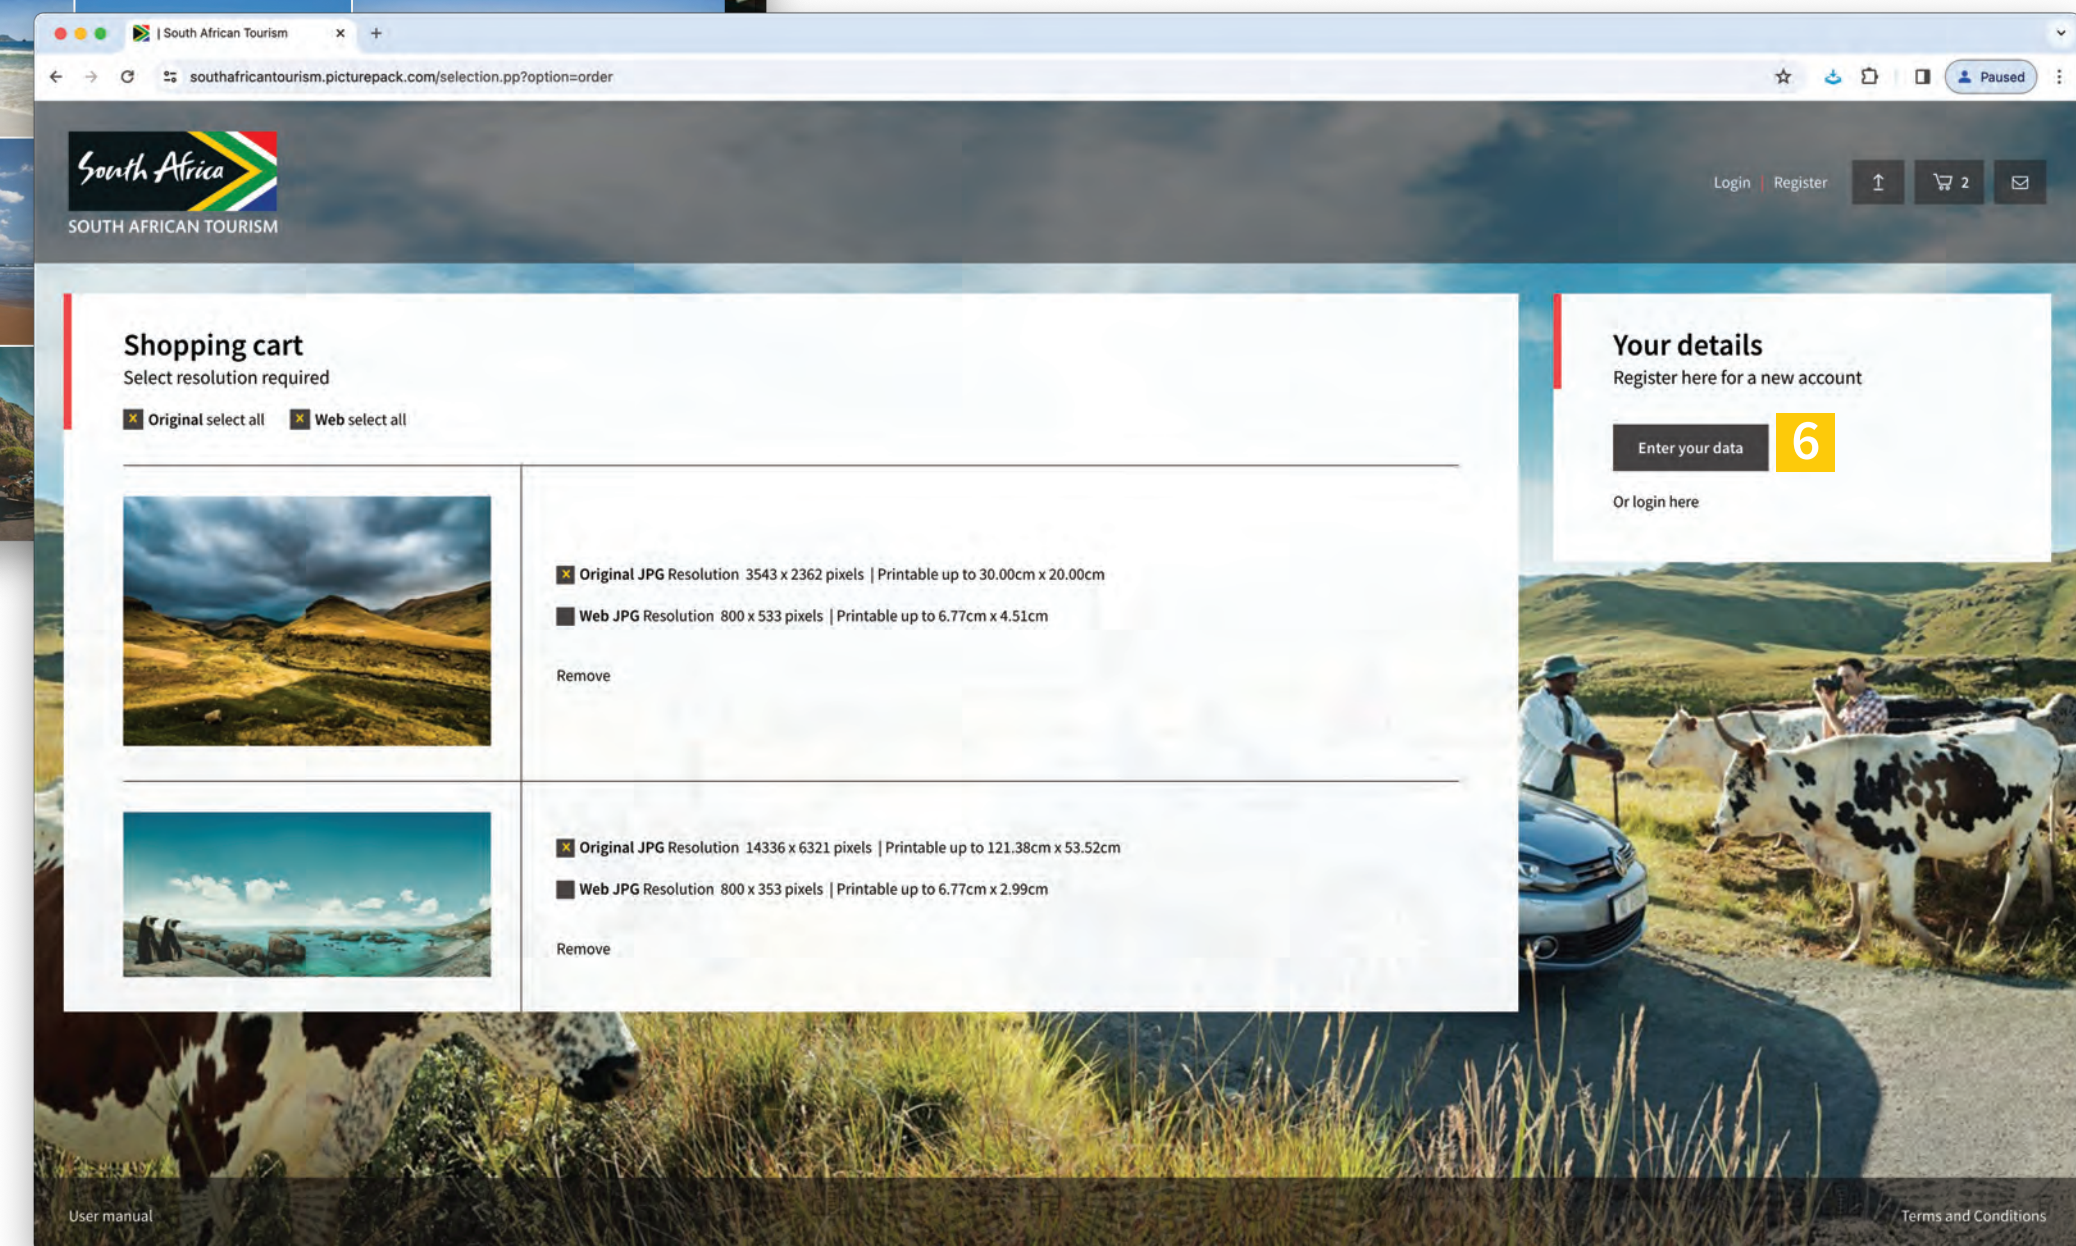 | South African Tourism
southafricantourism.picturepack.com/selection.pp?option=order
Paused
South Africa
SOUTH AFRICAN TOURISM
Login | Register
2
Shopping cart
Select resolution required
Original select all Web select all
Original JPG Resolution 3543 x 2362 pixels | Printable up to 30.00cm x 20.00cm
Web JPG Resolution 800 x 533 pixels | Printable up to 6.77cm x 4.51cm
Remove
Original JPG Resolution 14336 x 6321 pixels | Printable up to 121.38cm x 53.52cm
Web JPG Resolution 800 x 353 pixels | Printable up to 6.77cm x 2.99cm
Remove
Your details
Register here for a new account
Enter your data
6
Or login here
User manual
Terms and Conditions